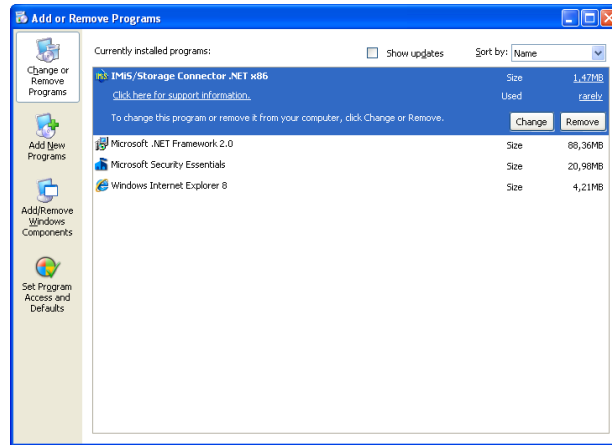 Add or Remove Programs
Change or
Remove
Programs
Add New
Programs
Add/Remove
Windows
Components
Set Program
Access and
Defaults
Currently installed programs:
Show updates
Sort by: Name
IMiS/Storage Connector .NET x86 Size 1,47MB
Click here for support information. Used rarely
To change this program or remove it from your computer, click Change or Remove. Change Remove
Microsoft .NET Framework 2.0 Size 88,36MB
Microsoft Security Essentials Size 20,98MB
Windows Internet Explorer 8 Size 4,21MB